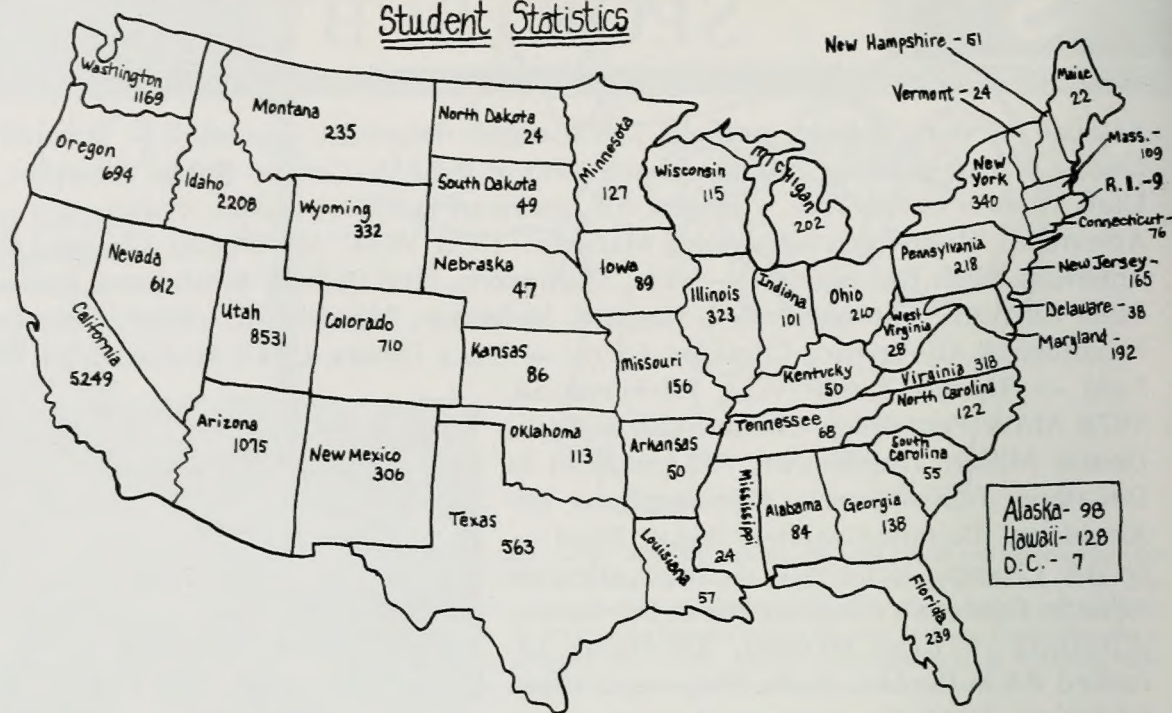 Student Statistics
New Hampshire - 51
Vermont - 24
Maine
22
Mass. -
109
R.I. - 9
Connecticut -
76
New Jersey -
165
Delaware -
38
Maryland -
192
Washington
1169
Oregon
694
Idaho
2208
Montana
235
North Dakota
24
South Dakota
49
Minnesota
127
Wisconsin
115
Michigan
202
New
York
340
Pennsylvania
218
Wyoming
332
Nebraska
47
Iowa
89
Illinois
323
Indiana
101
Ohio
210
West
Virginia
28
Virginia 318
Nevada
612
Utah
8531
Colorado
710
Kansas
86
Missouri
156
Kentucky
50
North Carolina
122
California
5249
Arizona
1075
New Mexico
306
Oklahoma
113
Arkansas
50
Tennessee
68
South
Carolina
55
Texas
563
Louisiana
57
Mississippi
24
Alabama
84
Georgia
138
Florida
239
Alaska - 98
Hawaii - 128
D.C. - 7